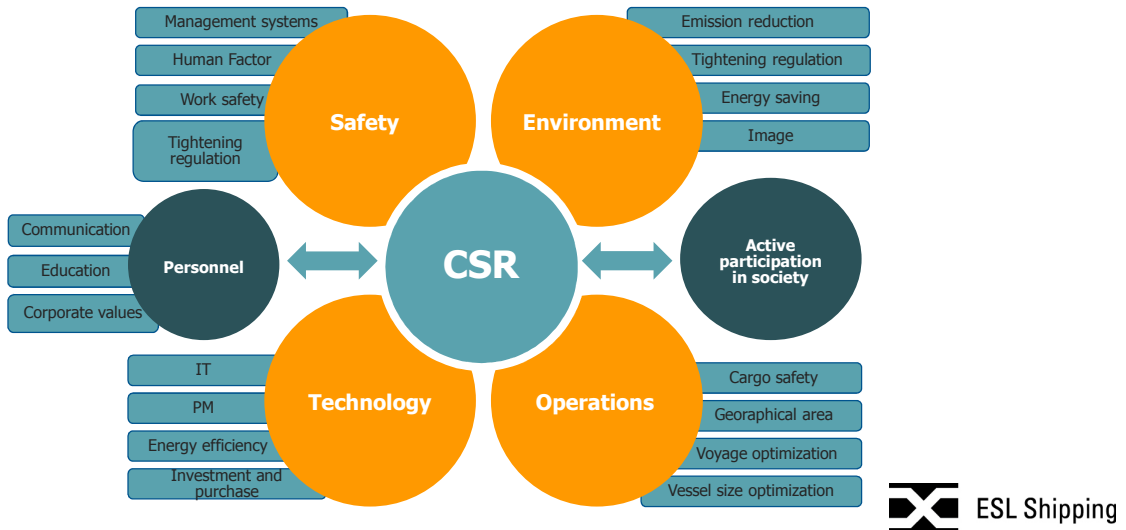 Management systems
Human Factor
Work safety
Tightening
regulation
Safety
Emission reduction
Tightening regulation
Energy saving
Image
Environment
Communication
Education
Corporate values
Personnel
CSR
Active
participation
in society
IT
PM
Energy efficiency
Investment and
purchase
Technology
Operations
Cargo safety
Georaphical area
Voyage optimization
Vessel size optimization
ESL Shipping